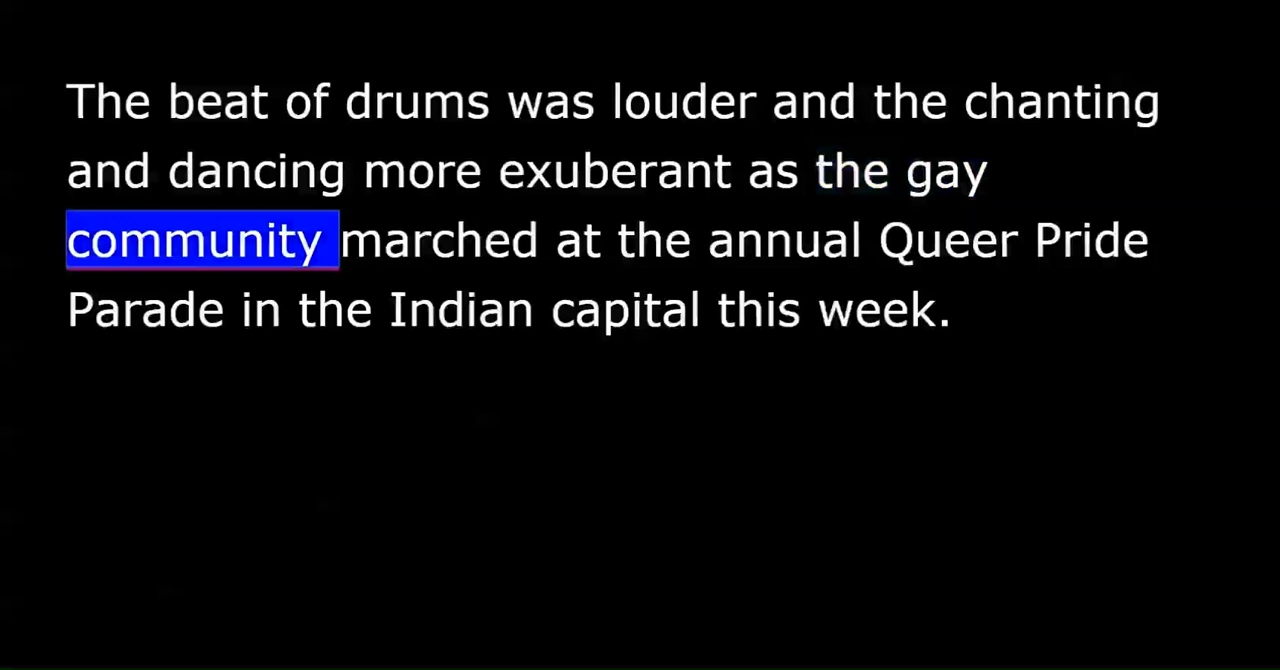 The beat of drums was louder and the chanting
and dancing more exuberant as the gay
community marched at the annual Queer Pride
Parade in the Indian capital this week.